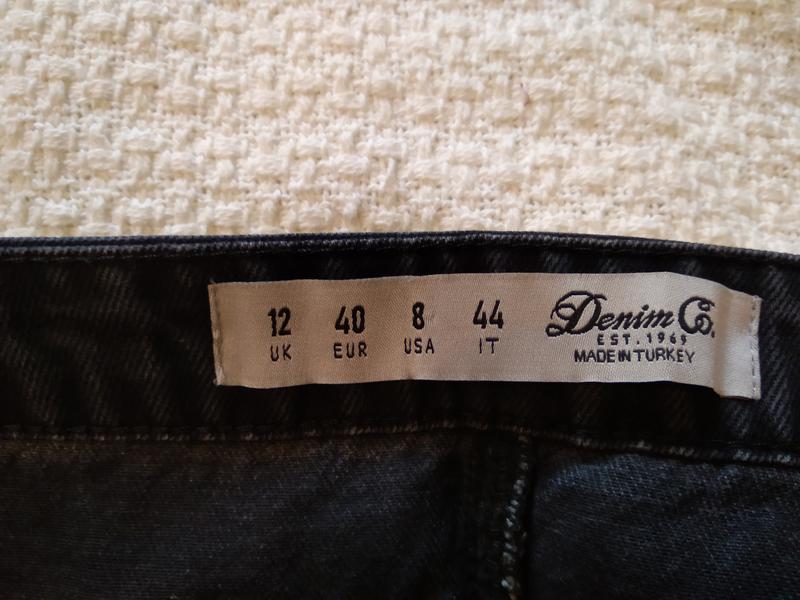 12 40 8 44
UK EUR USA IT
Denim Co.
EST. 1969
MADE IN TURKEY